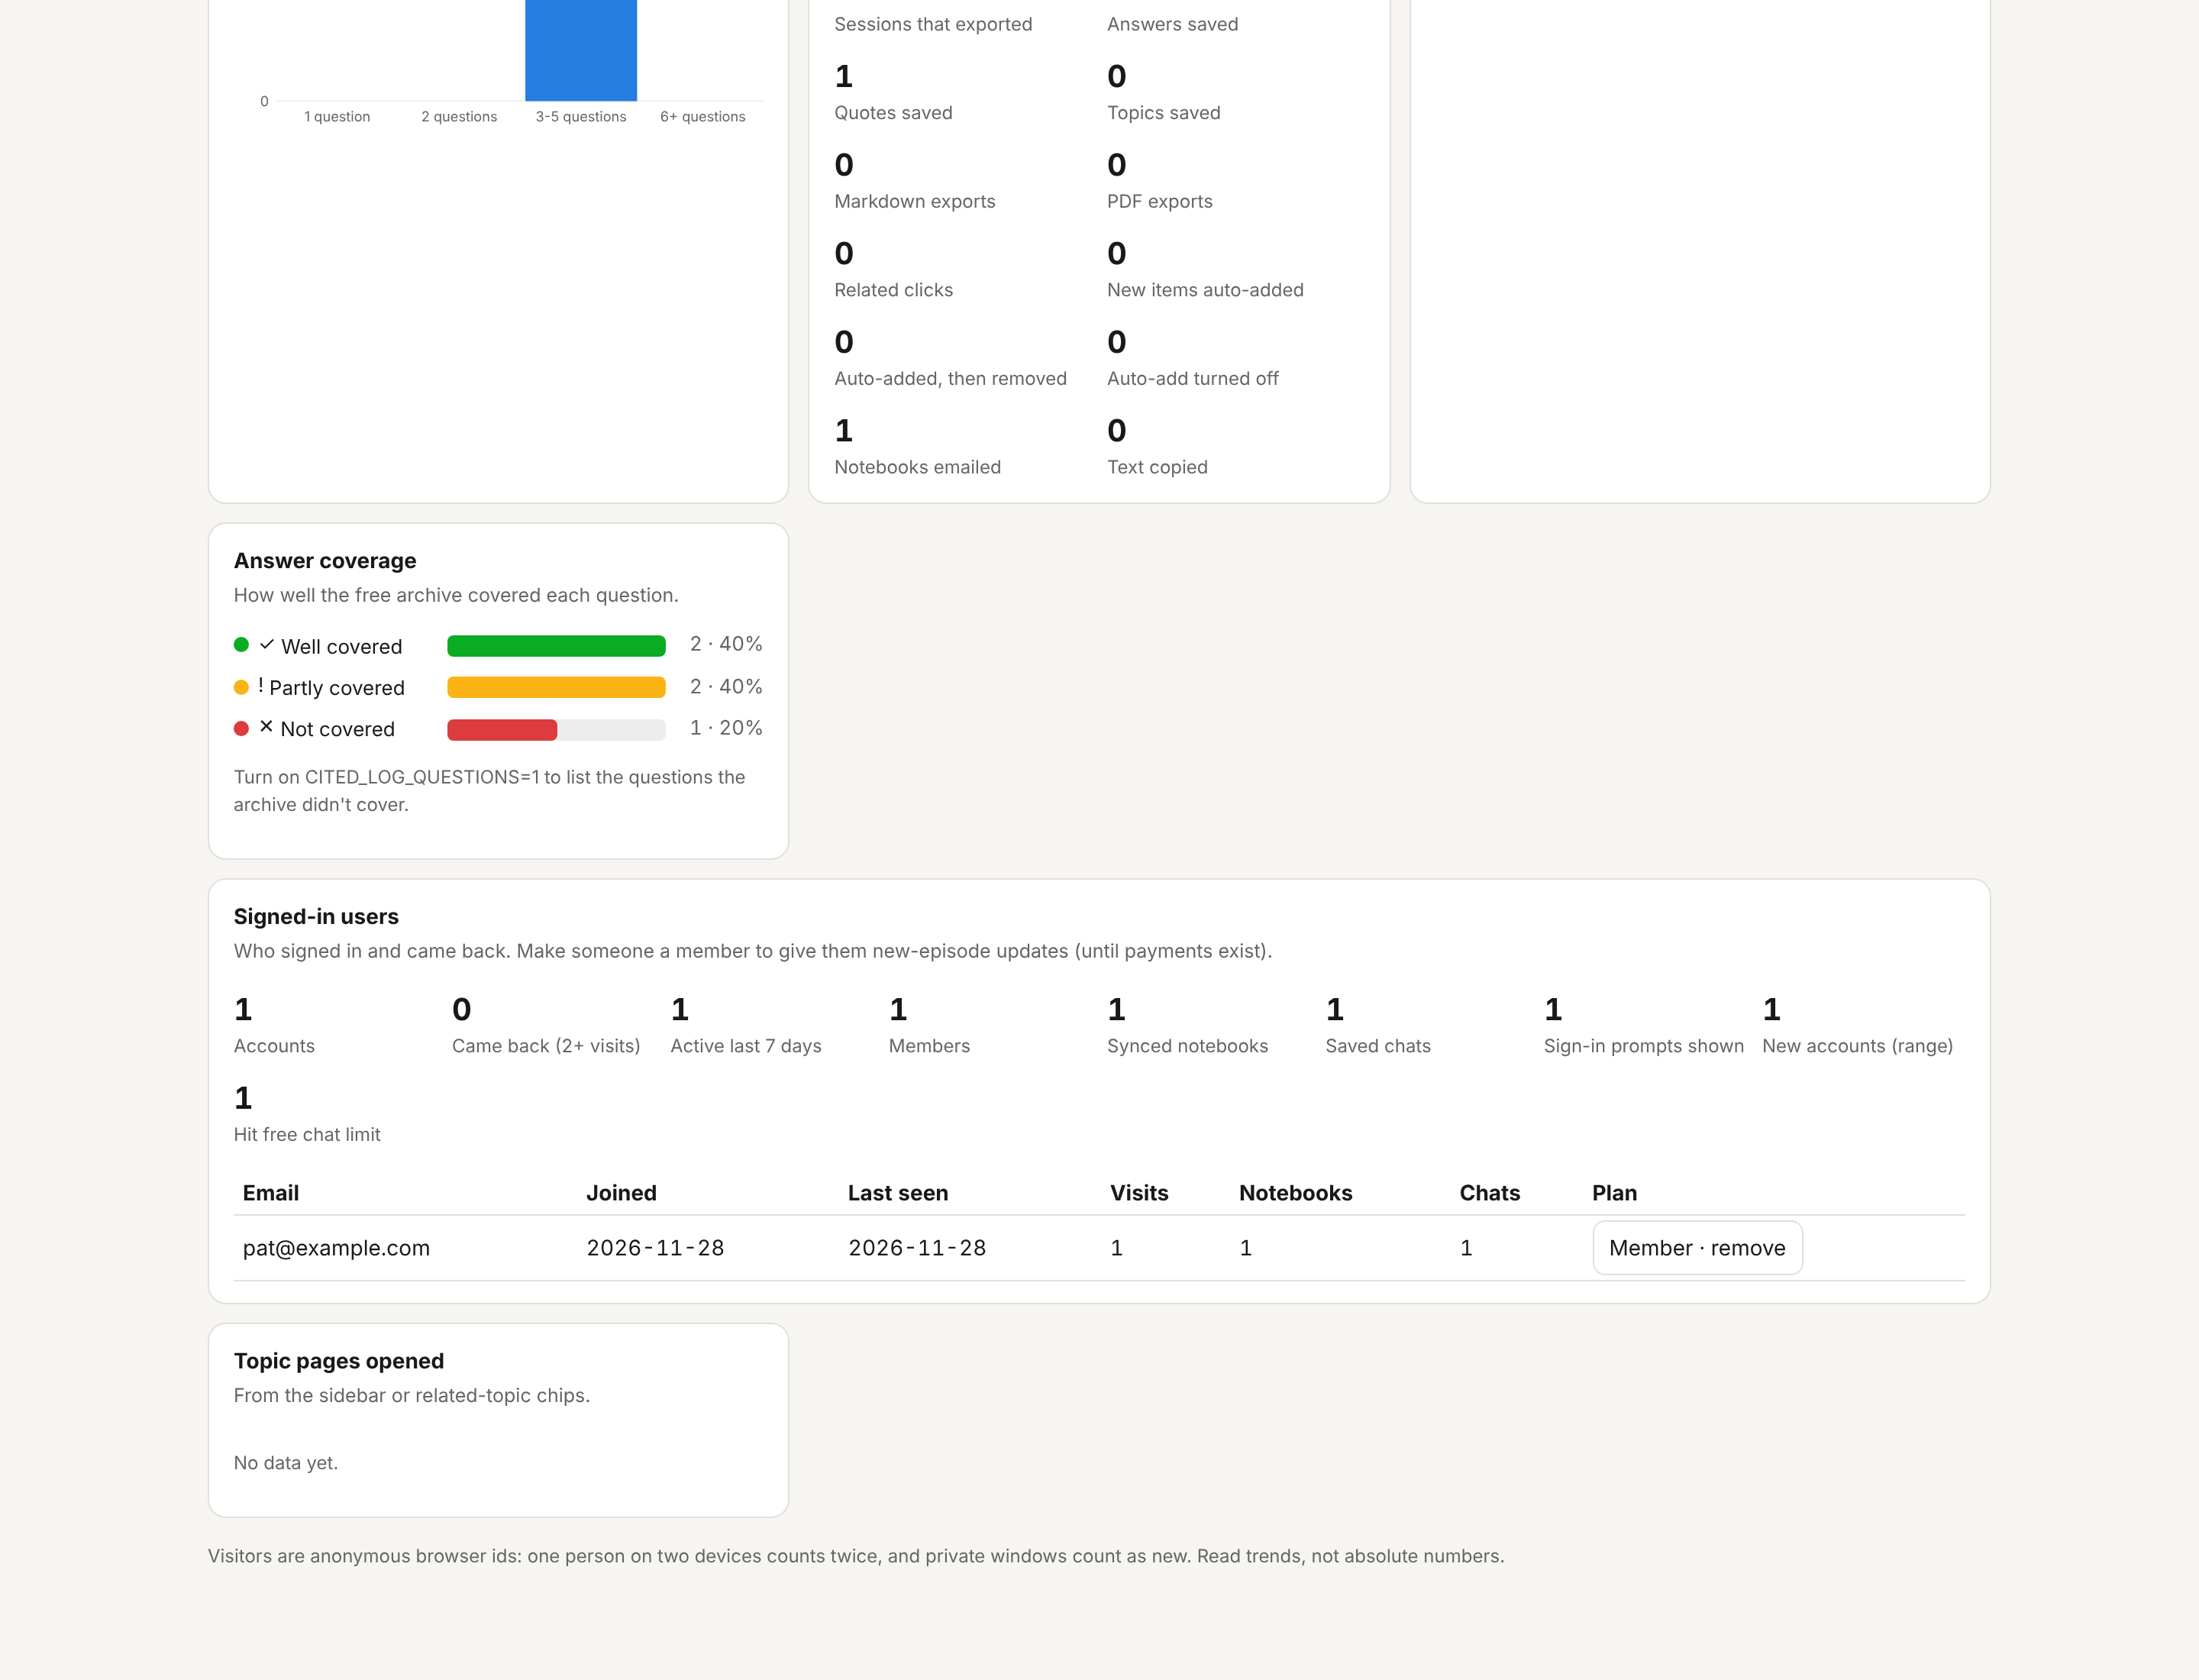 0
1 question 2 questions 3-5 questions 6+ questions
Sessions that exported Answers saved
1 0
Quotes saved Topics saved
0 0
Markdown exports PDF exports
0 0
Related clicks New items auto-added
0 0
Auto-added, then removed Auto-add turned off
1 0
Notebooks emailed Text copied
Answer coverage
How well the free archive covered each question.
✓ Well covered 2 · 40%
! Partly covered 2 · 40%
✕ Not covered 1 · 20%
Turn on CITED_LOG_QUESTIONS=1 to list the questions the
archive didn't cover.
Signed-in users
Who signed in and came back. Make someone a member to give them new-episode updates (until payments exist).
1 0 1 1 1 1 1 1
Accounts Came back (2+ visits) Active last 7 days Members Synced notebooks Saved chats Sign-in prompts shown New accounts (range)
1
Hit free chat limit
Email Joined Last seen Visits Notebooks Chats Plan
pat@example.com 2026-11-28 2026-11-28 1 1 1 Member · remove
Topic pages opened
From the sidebar or related-topic chips.
No data yet.
Visitors are anonymous browser ids: one person on two devices counts twice, and private windows count as new. Read trends, not absolute numbers.